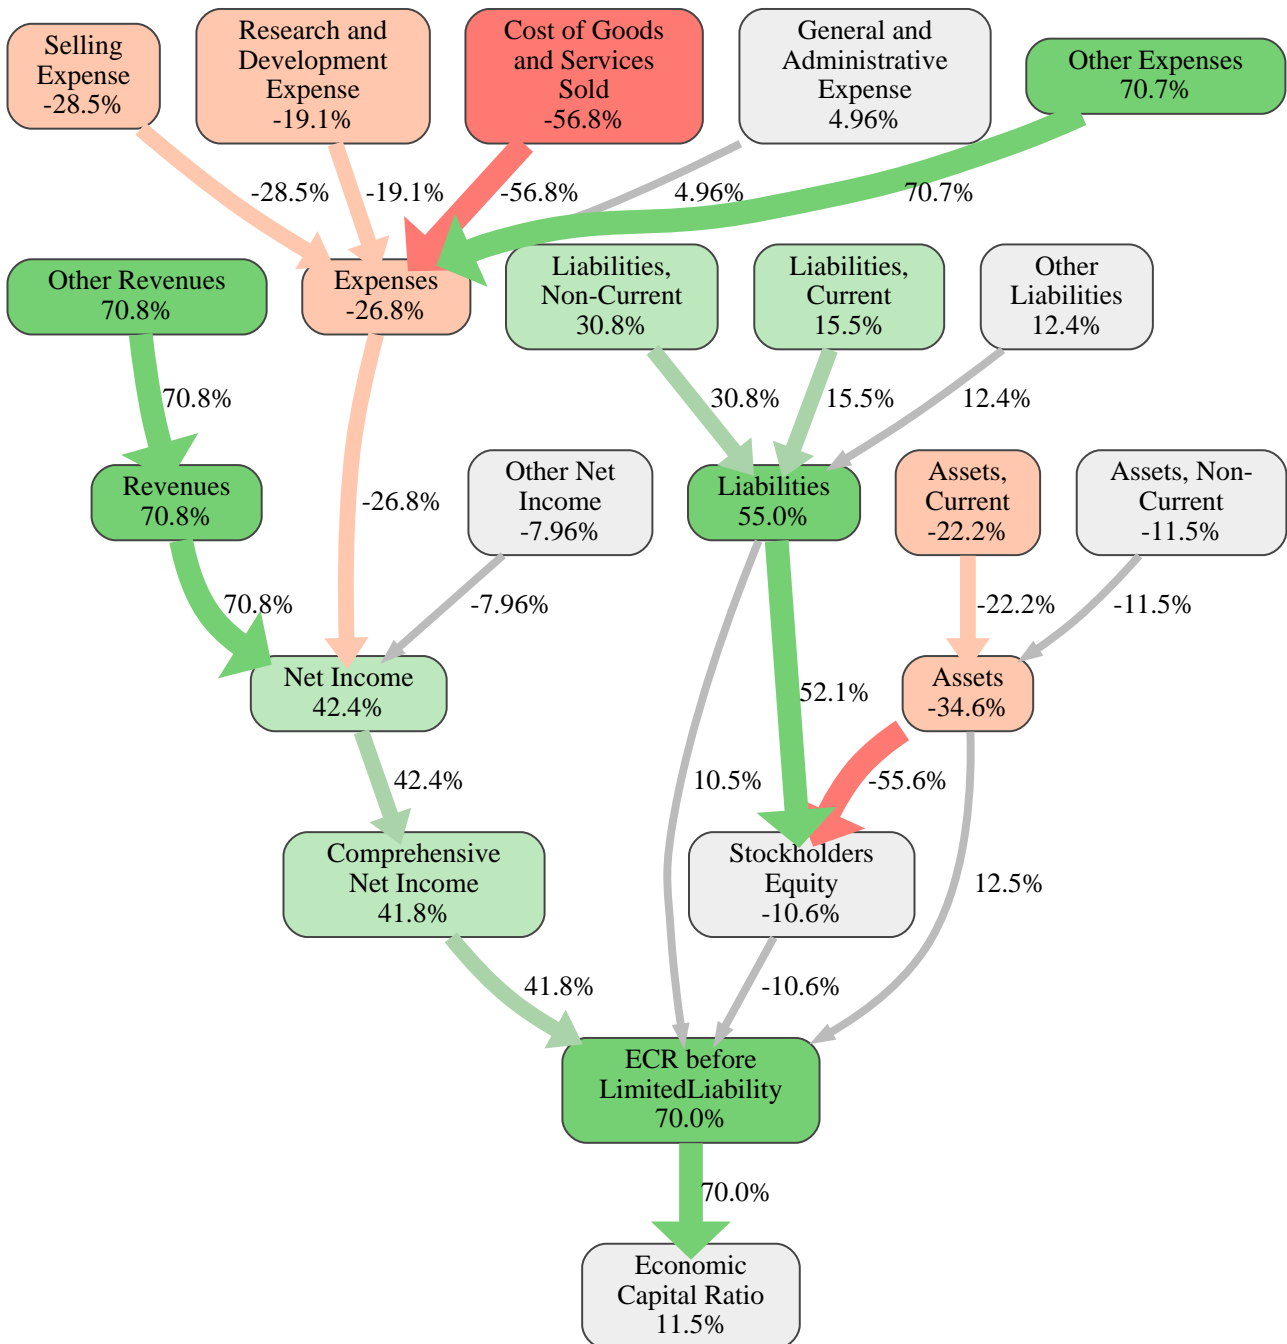 Selling
Expense
-28.5%
Research and
Development
Expense
-19.1%
Cost of Goods
and Services
Sold
-56.8%
General and
Administrative
Expense
4.96%
Other Expenses
70.7%
-28.5%
-19.1%
-56.8%
4.96%
70.7%
Other Revenues
70.8%
Expenses
-26.8%
Liabilities,
Non-Current
30.8%
Liabilities,
Current
15.5%
Other
Liabilities
12.4%
70.8%
30.8%
15.5%
12.4%
Revenues
70.8%
-26.8%
Other Net
Income
-7.96%
Liabilities
55.0%
Assets,
Current
-22.2%
Assets, Non-
Current
-11.5%
70.8%
-7.96%
-22.2%
-11.5%
Net Income
42.4%
52.1%
Assets
-34.6%
42.4%
10.5%
-55.6%
Comprehensive
Net Income
41.8%
Stockholders
Equity
-10.6%
12.5%
41.8%
-10.6%
ECR before
LimitedLiability
70.0%
70.0%
Economic
Capital Ratio
11.5%